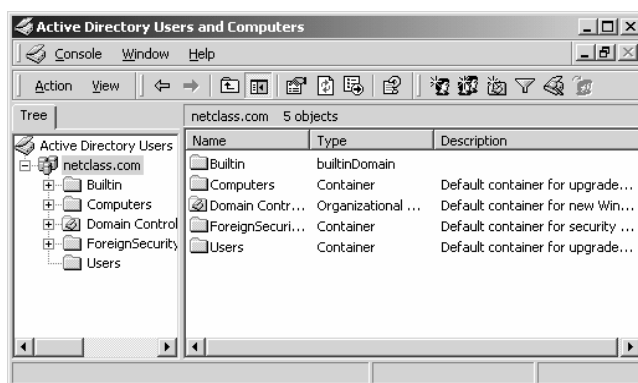 Active Directory Users and Computers
Console Window Help
Action View
Tree
netclass.com 5 objects
Active Directory Users
netclass.com
Builtin
Computers
Domain Control
ForeignSecurity
Users
Name Type Description
Builtin builtinDomain
Computers Container Default container for upgrade...
Domain Contr... Organizational ... Default container for new Win...
ForeignSecuri... Container Default container for security ...
Users Container Default container for upgrade...